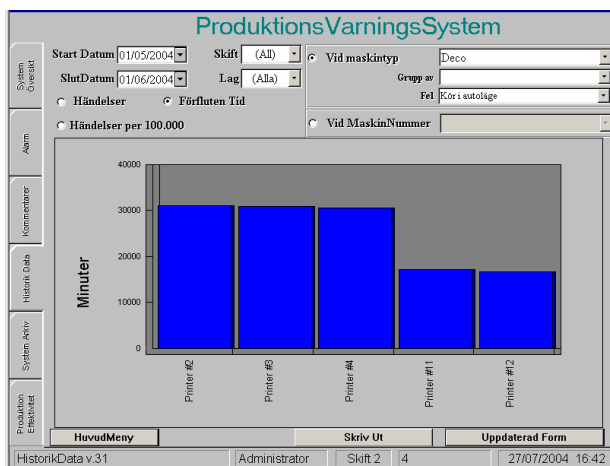 ProduktionsVarningsSystem
Start Datum 01/05/2004 Skift (All)
SlutDatum 01/06/2004 Lag (Alla)
Händelser Förfluten Tid
Händelser per 100.000
Vid maskintyp Deco
Grupp av
Fel Kör i autoläge
Vid MaskinNummer
System Översikt
Alarm
Kommentarer
Historik Data
System Arkiv
Produktion Effektivitet
Minuter
40000
30000
20000
10000
0
Printer #2 Printer #3 Printer #4 Printer #11 Printer #12
HuvudMeny Skriv Ut Uppdaterad Form
HistorikData v.31 Administrator Skift 2 4 27/07/2004 16:42